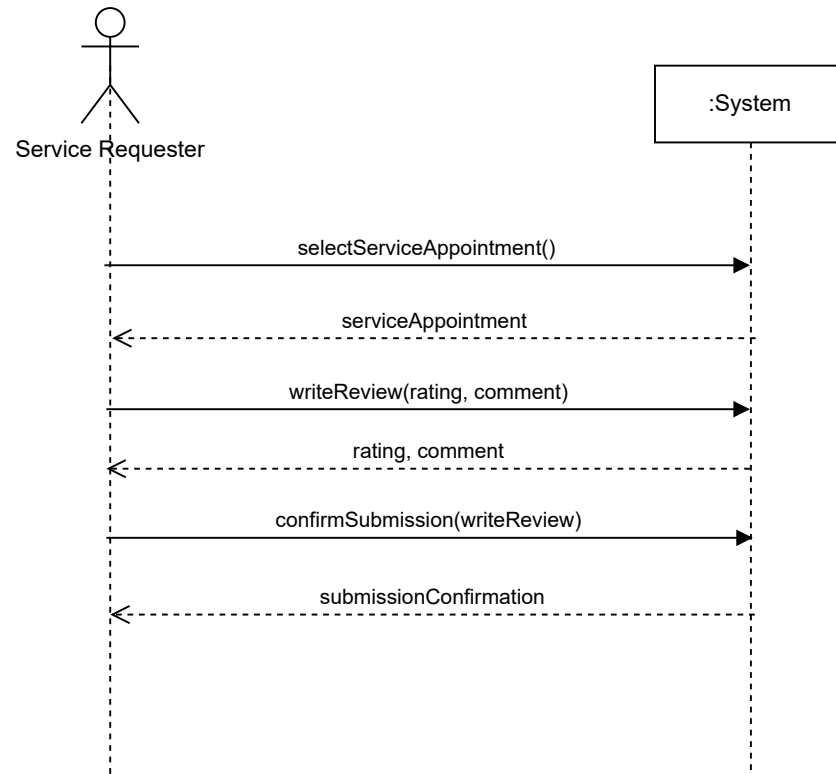 Service Requester
:System
selectServiceAppointment()
serviceAppointment
writeReview(rating, comment)
rating, comment
confirmSubmission(writeReview)
submissionConfirmation